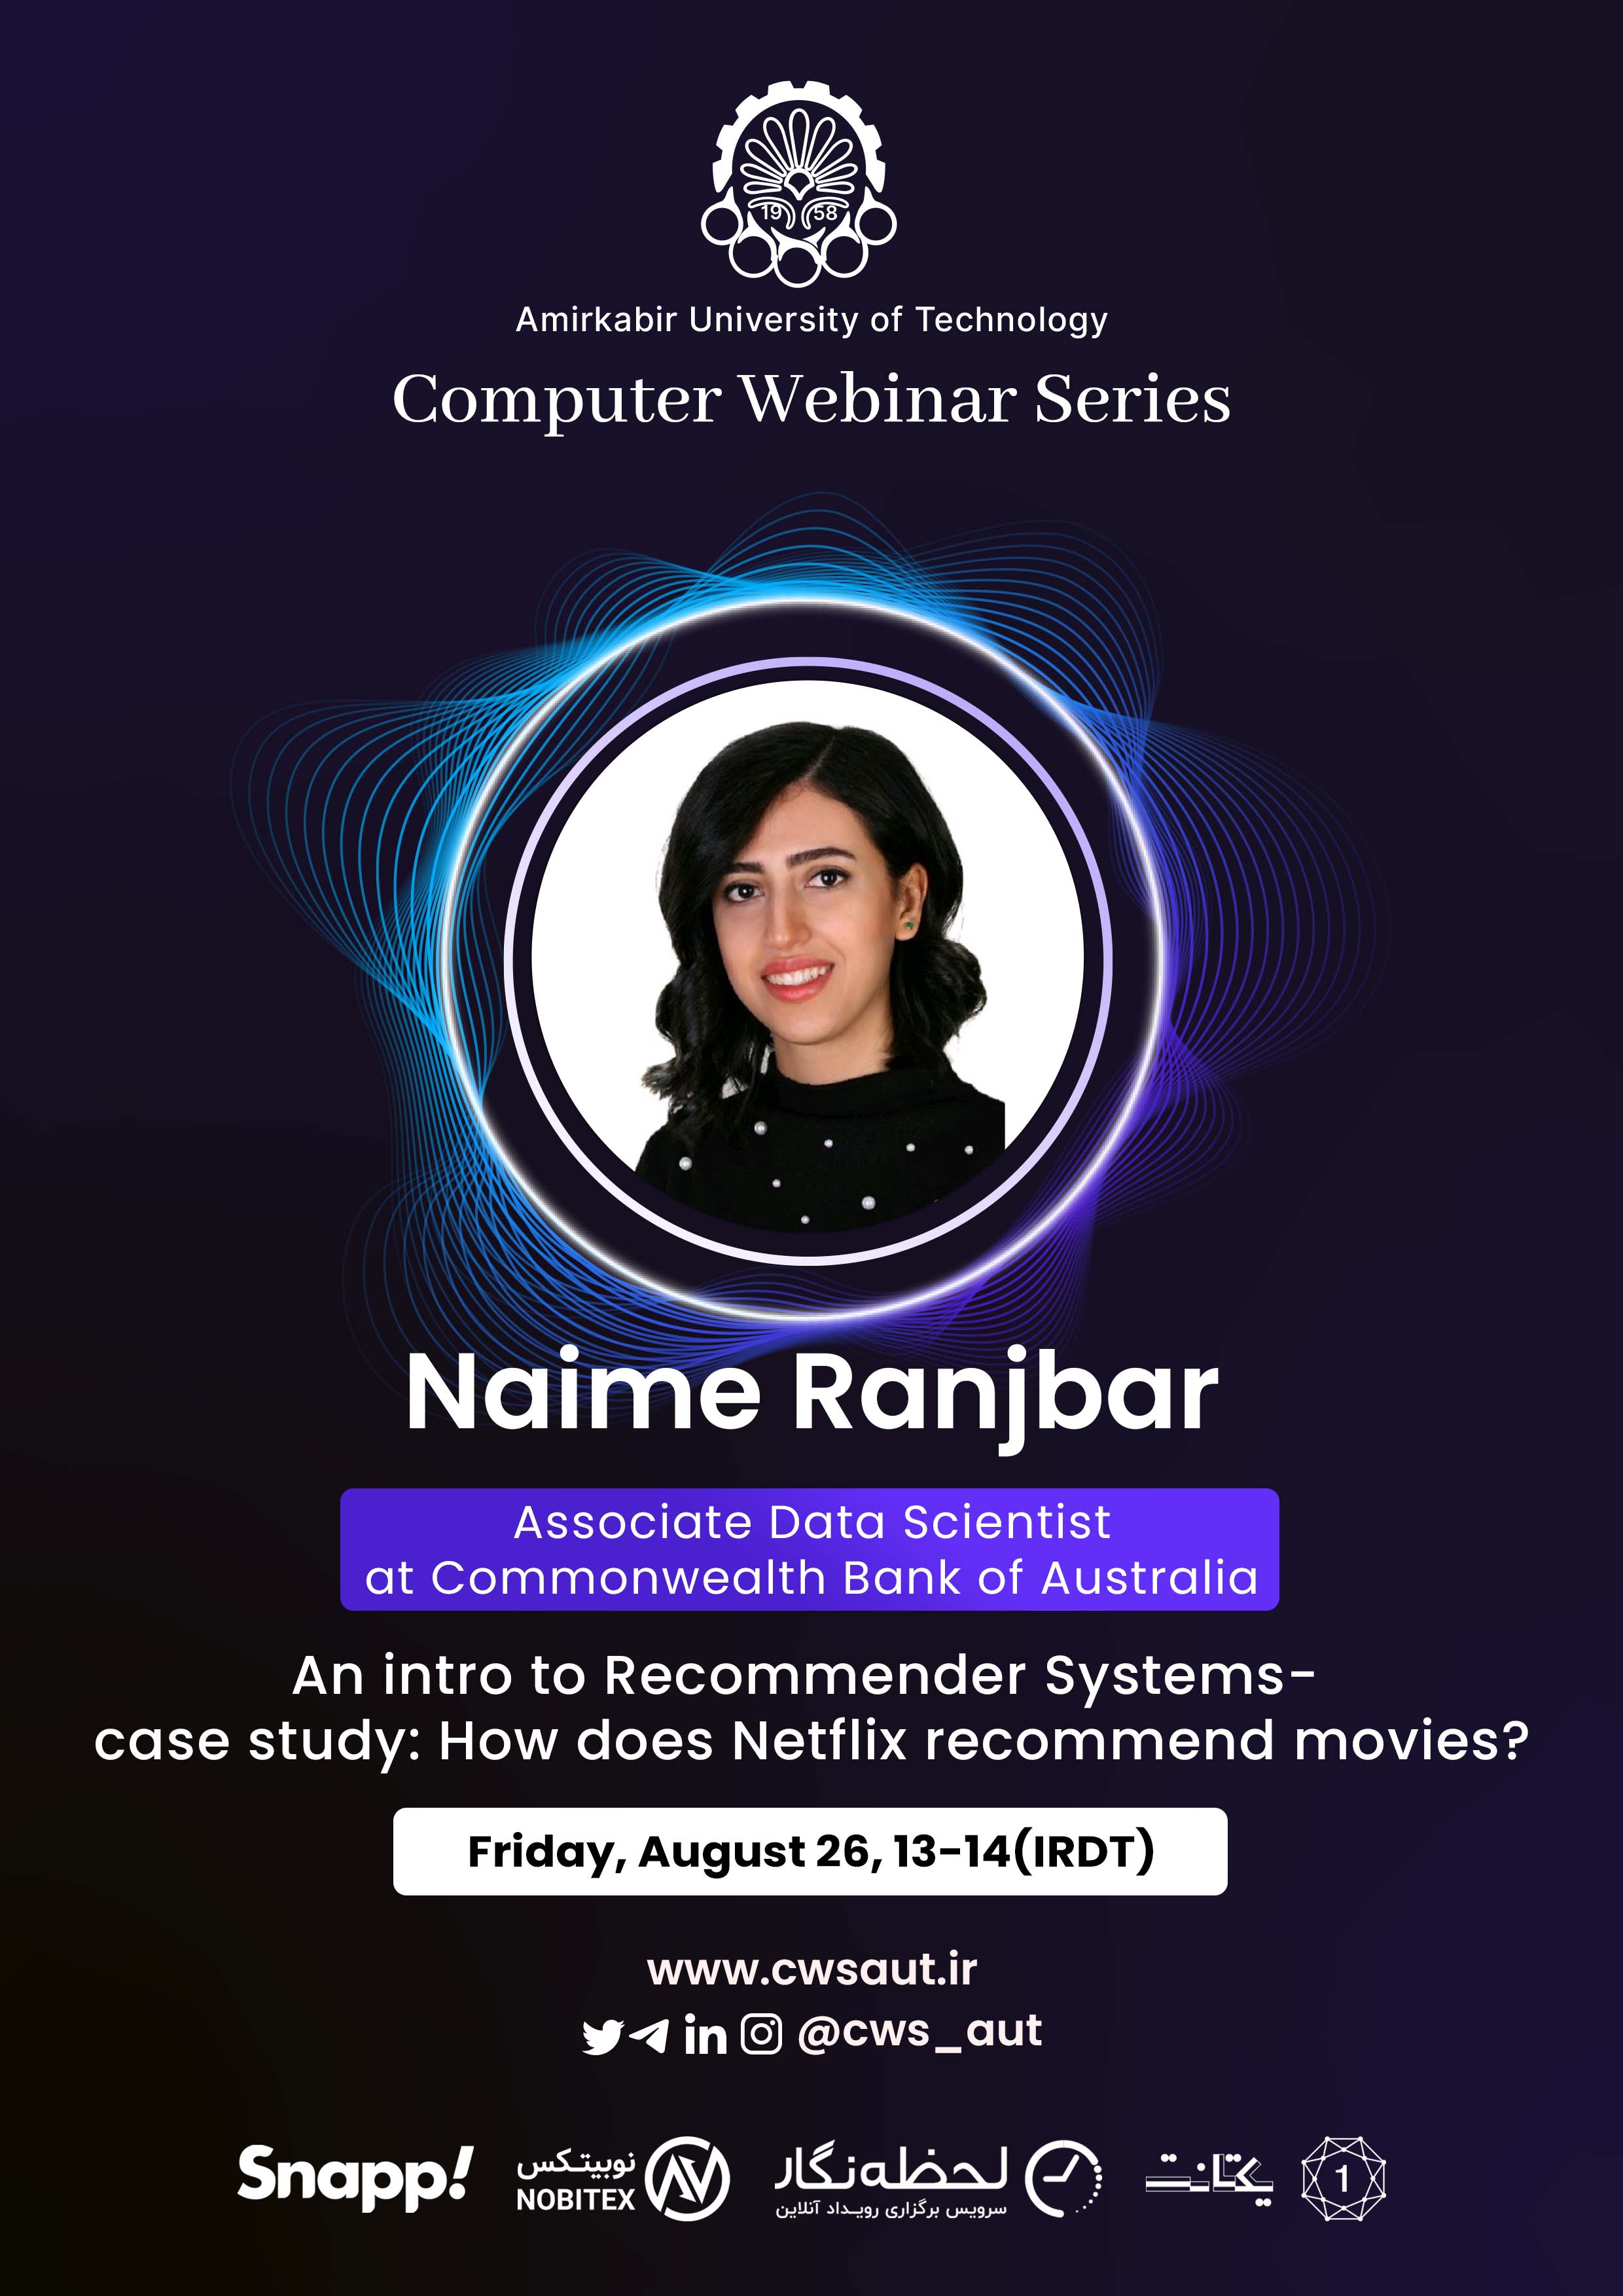 19 58
Amirkabir University of Technology
Computer Webinar Series
Naime Ranjbar
Associate Data Scientist
at Commonwealth Bank of Australia
An intro to Recommender Systems-
case study: How does Netflix recommend movies?
Friday, August 26, 13-14(IRDT)
www.cwsaut.ir
in @cws_aut
Snapp!
نوبیتکس
NOBITEX
لحظه‌نگار
سرویس برگزاری رویداد آنلاین
یکتانت
1